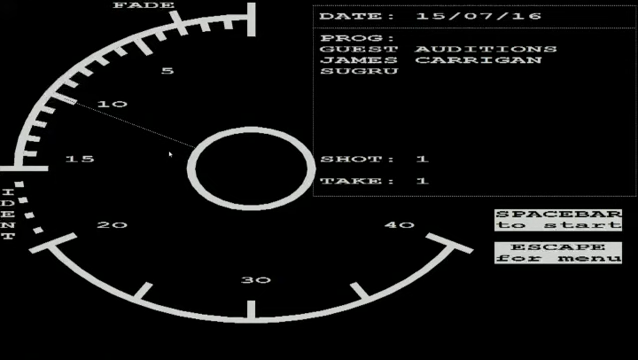 FADE
DATE: 15/07/16
PROG:
GUEST AUDITIONS
JAMES CARRIGAN
SUGRU
5
10
15
SHOT: 1
TAKE: 1
IDENT
20
30
40
SPACEBAR
to start
ESCAPE
for menu